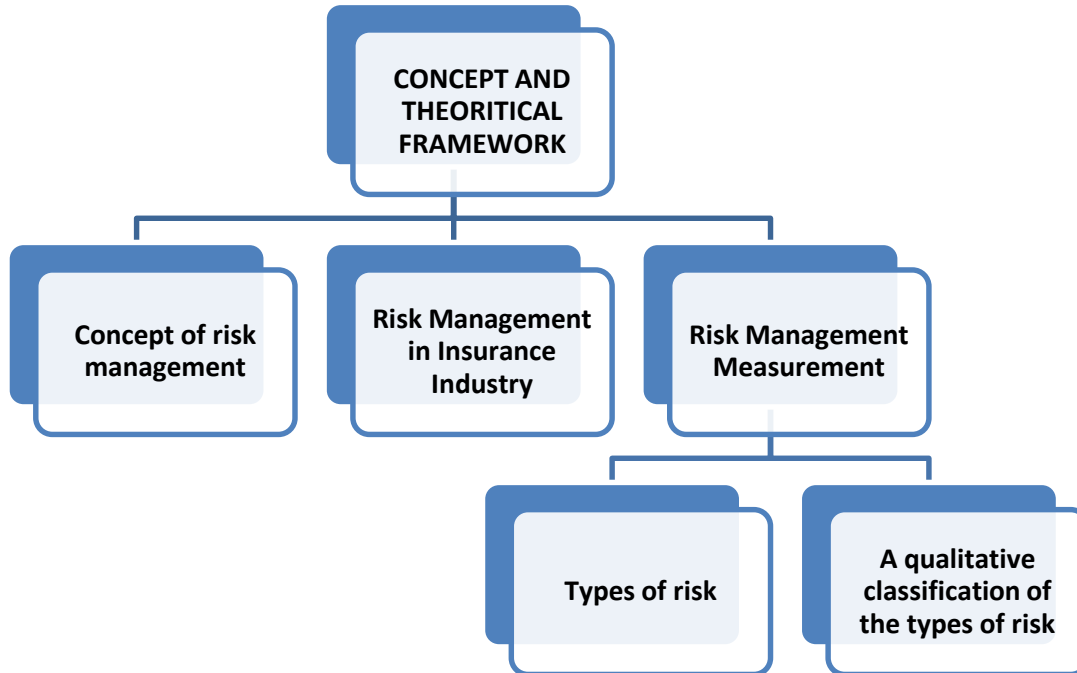 CONCEPT AND
THEORITICAL
FRAMEWORK
Concept of risk
management
Risk Management
in Insurance
Industry
Risk Management
Measurement
Types of risk
A qualitative
classification of
the types of risk